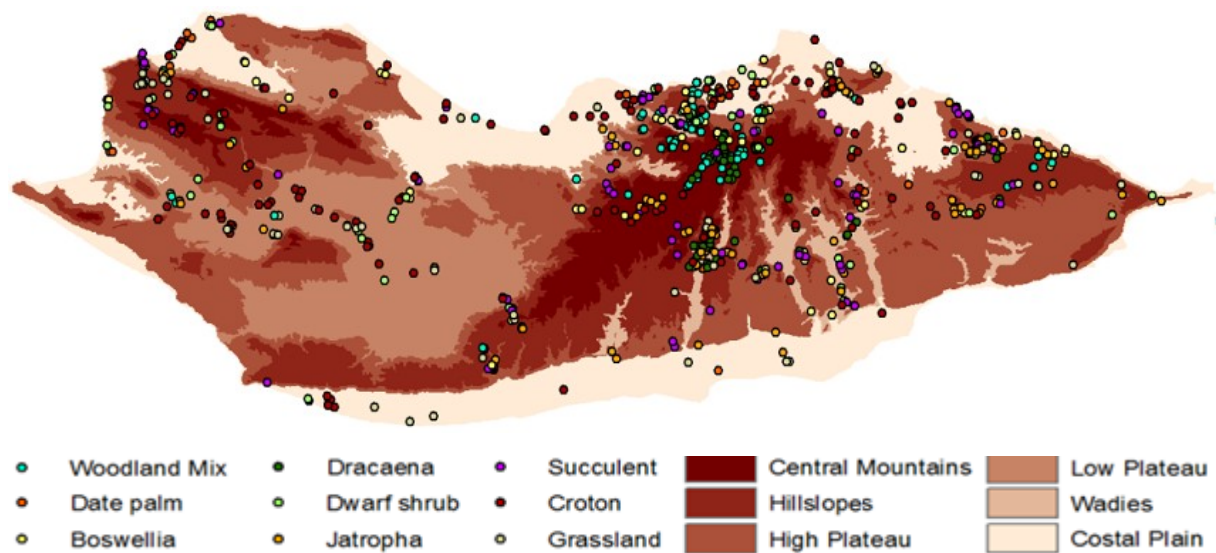 Woodland Mix Dracaena Succulent Central Mountains Low Plateau
Date palm Dwarf shrub Croton Hillslopes Wadies
Boswellia Jatropha Grassland High Plateau Costal Plain